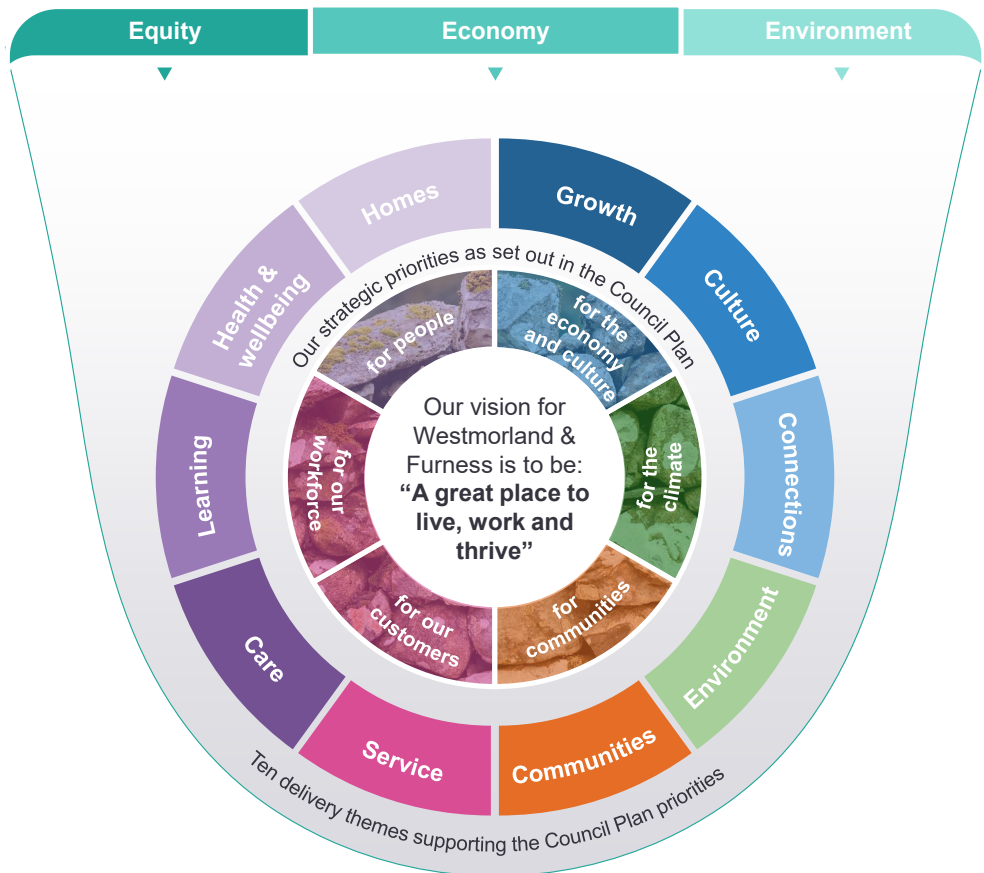 Equity
Economy
Environment
Homes
Growth
Culture
Connections
Environment
Communities
Service
Care
Learning
Health &
wellbeing
Our strategic priorities as set out in the Council Plan
for people
for the
economy
and culture
for the
climate
for
communities
for our
customers
for our
workforce
Our vision for
Westmorland &
Furness is to be:
“A great place to
live, work and
thrive”
Ten delivery themes supporting the Council Plan priorities